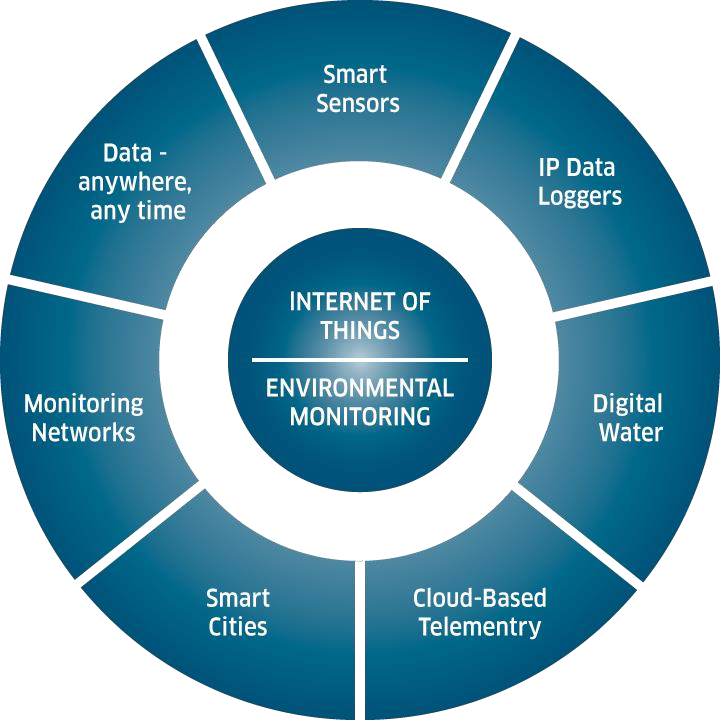 Smart
Sensors
IP Data
Loggers
Digital
Water
Cloud-Based
Telementry
Smart
Cities
Monitoring
Networks
Data -
anywhere,
any time
INTERNET OF
THINGS
ENVIRONMENTAL
MONITORING